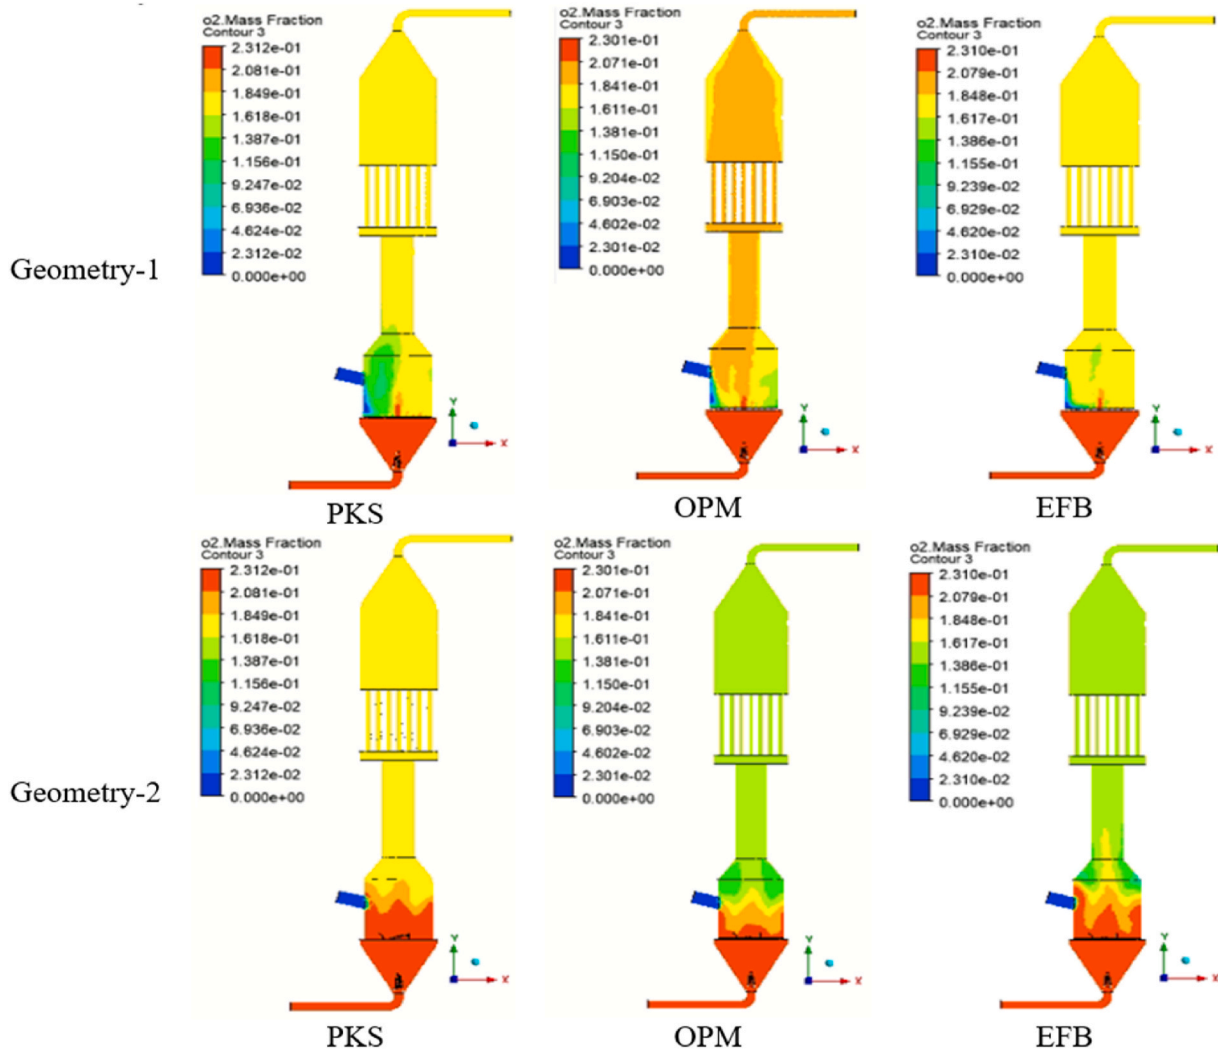 o2.Mass Fraction
Contour 3
2.312e-01
2.081e-01
1.849e-01
1.618e-01
1.387e-01
1.156e-01
9.247e-02
6.936e-02
4.624e-02
2.312e-02
0.000e+00
Y
X
o2.Mass Fraction
Contour 3
2.301e-01
2.071e-01
1.841e-01
1.611e-01
1.381e-01
1.150e-01
9.204e-02
6.903e-02
4.602e-02
2.301e-02
0.000e+00
Y
X
o2.Mass Fraction
Contour 3
2.310e-01
2.079e-01
1.848e-01
1.617e-01
1.386e-01
1.155e-01
9.239e-02
6.929e-02
4.620e-02
2.310e-02
0.000e+00
Y
X
Geometry-1
PKS
OPM
EFB
o2.Mass Fraction
Contour 3
2.312e-01
2.081e-01
1.849e-01
1.618e-01
1.387e-01
1.156e-01
9.247e-02
6.936e-02
4.624e-02
2.312e-02
0.000e+00
Y
X
o2.Mass Fraction
Contour 3
2.301e-01
2.071e-01
1.841e-01
1.611e-01
1.381e-01
1.150e-01
9.204e-02
6.903e-02
4.602e-02
2.301e-02
0.000e+00
Y
X
o2.Mass Fraction
Contour 3
2.310e-01
2.079e-01
1.848e-01
1.617e-01
1.386e-01
1.155e-01
9.239e-02
6.929e-02
4.620e-02
2.310e-02
0.000e+00
Y
X
Geometry-2
PKS
OPM
EFB